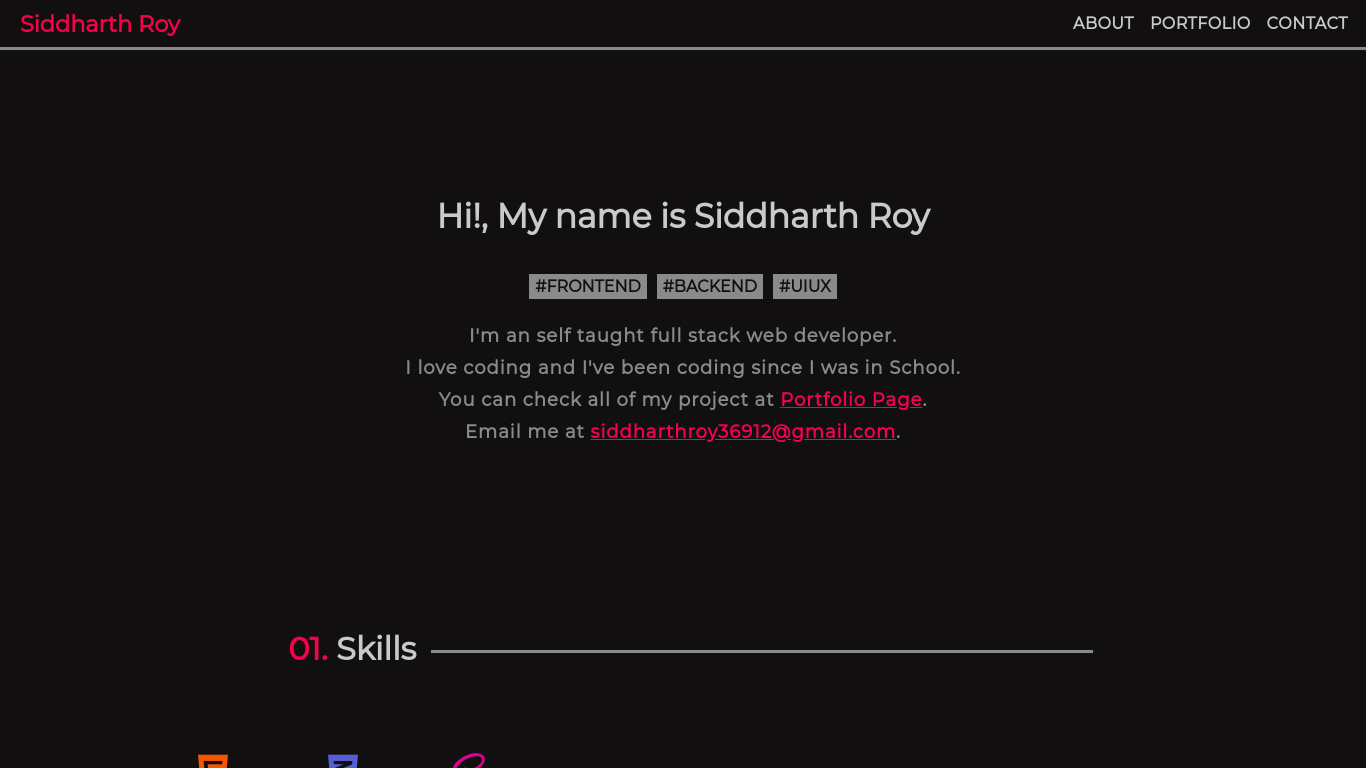 Siddharth Roy
ABOUT PORTFOLIO CONTACT
Hi!, My name is Siddharth Roy
#FRONTEND #BACKEND #UIUX
I'm an self taught full stack web developer.
I love coding and I've been coding since I was in School.
You can check all of my project at Portfolio Page.
Email me at siddharthroy36912@gmail.com.
01. Skills